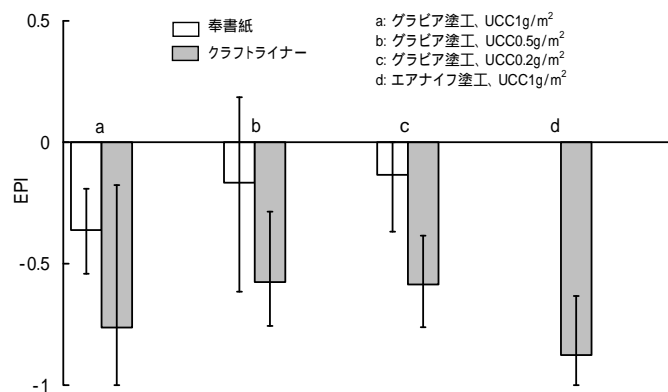 0.5
0
-0.5
-1
EPI
奉書紙
クラフトライナー
a: グラビア塗工、UCC1g/m²
b: グラビア塗工、UCC0.5g/m²
c: グラビア塗工、UCC0.2g/m²
d: エアナイフ塗工、UCC1g/m²
a
b
c
d